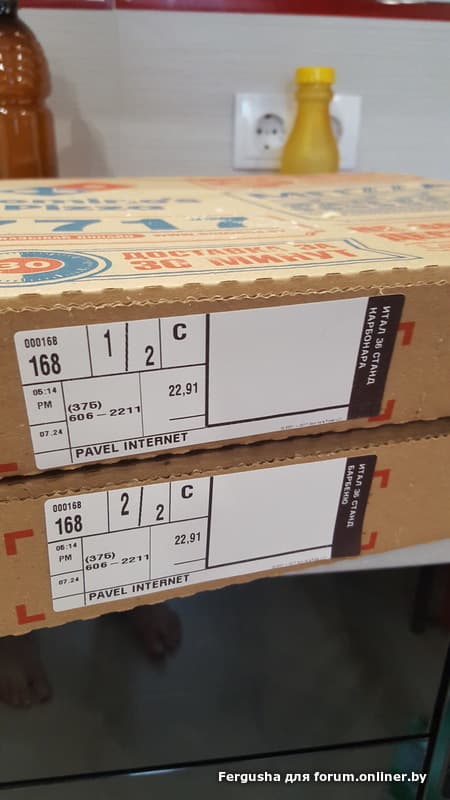 Domino's
7717
ДОСТАВКА ЗА
30 МИНУТ
000168
168
1/2
C
05:14
PM
(375)
606-2211
22,91
07.24
PAVEL INTERNET
ИТАЛ 36 СТАНД
КАРБОНАРА
000168
168
2/2
C
05:14
PM
(375)
606-2211
22,91
07.24
PAVEL INTERNET
ИТАЛ 36 СТАНД
БАРБЕКЮ
Fergusha для forum.onliner.by